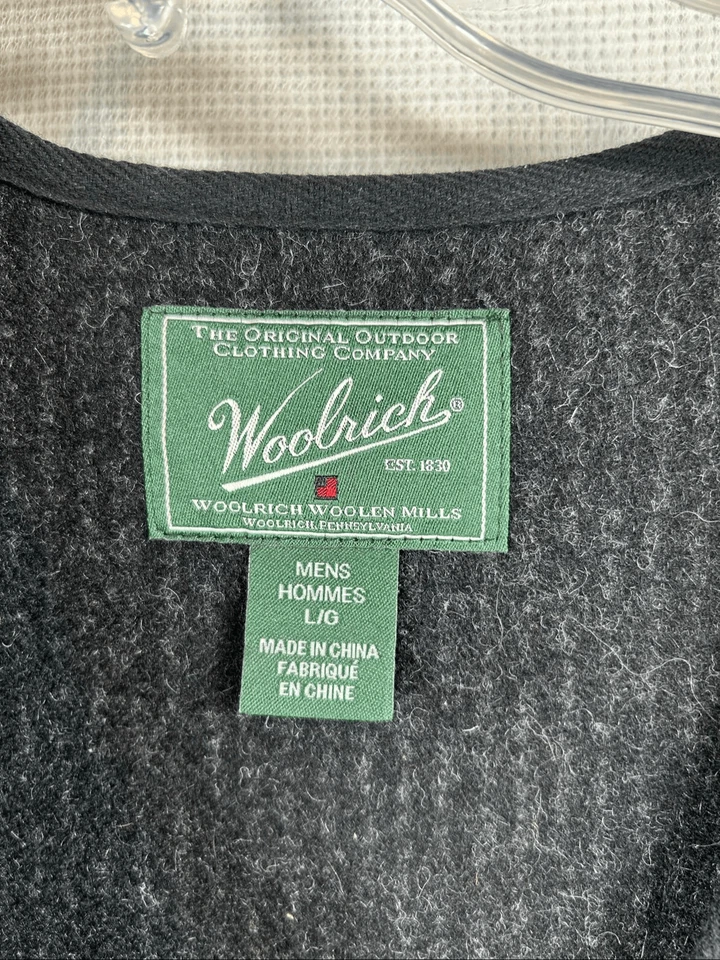 THE ORIGINAL OUTDOOR
CLOTHING COMPANY
Woolrich®
EST. 1830
WOOLRICH WOOLEN MILLS
WOOLRICH, PENNSYLVANIA
MENS
HOMMES
L/G
MADE IN CHINA
FABRIQUÉ
EN CHINE